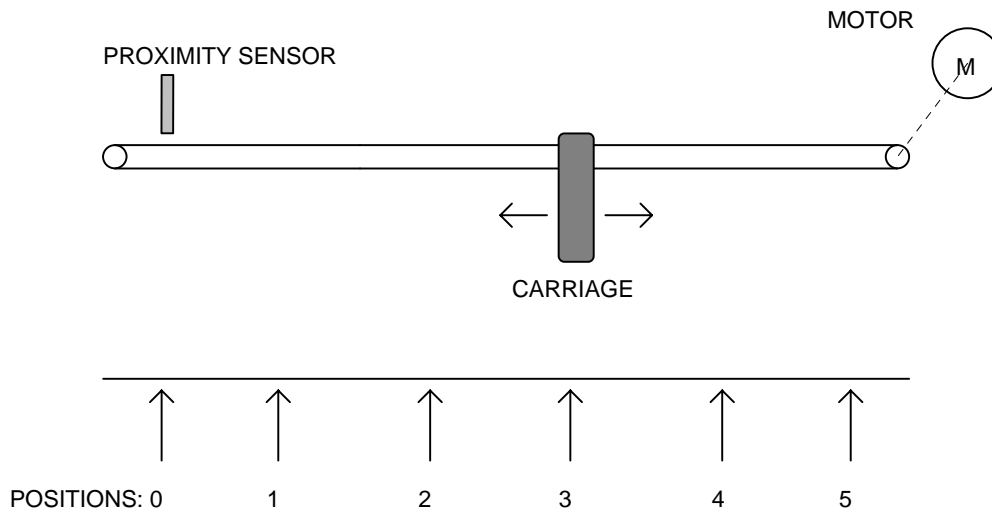 MOTOR
PROXIMITY SENSOR
M
CARRIAGE
POSITIONS: 0 1 2 3 4 5